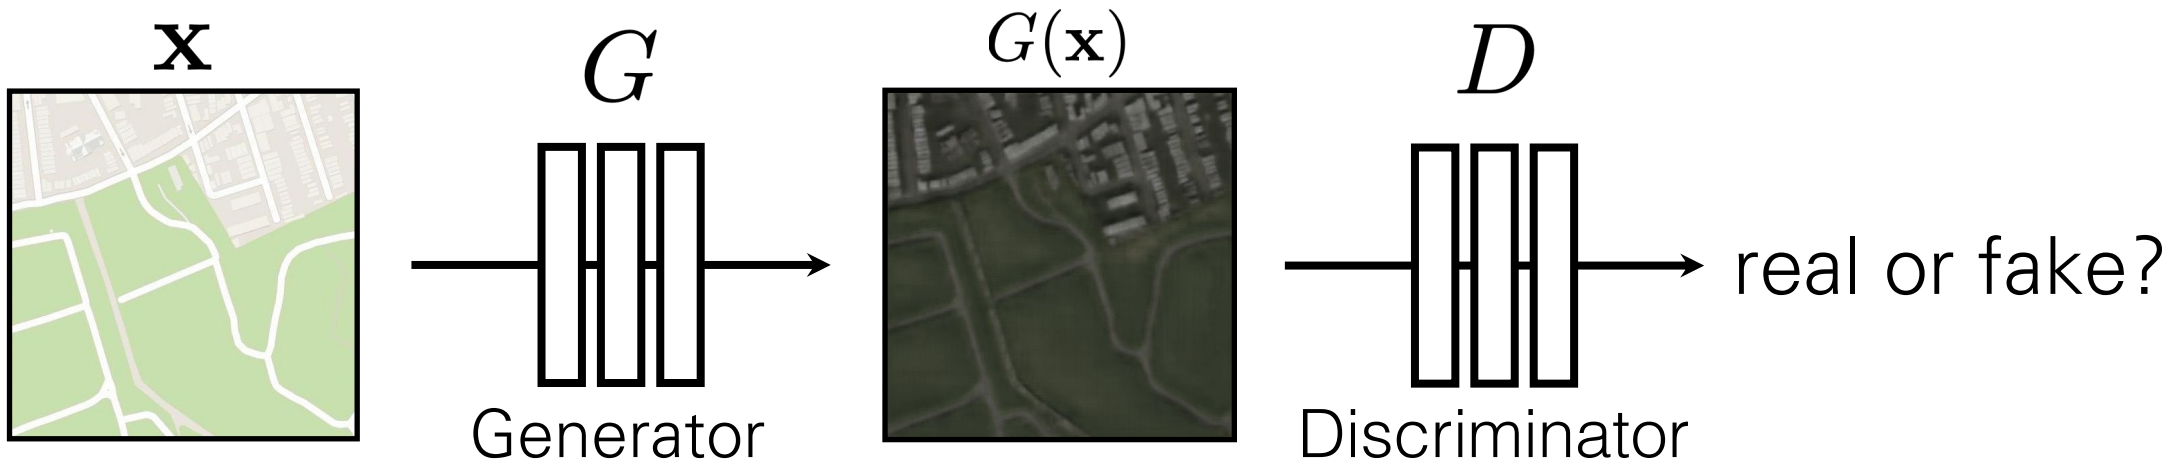 x
G
G(x)
D
real or fake?
Generator
Discriminator